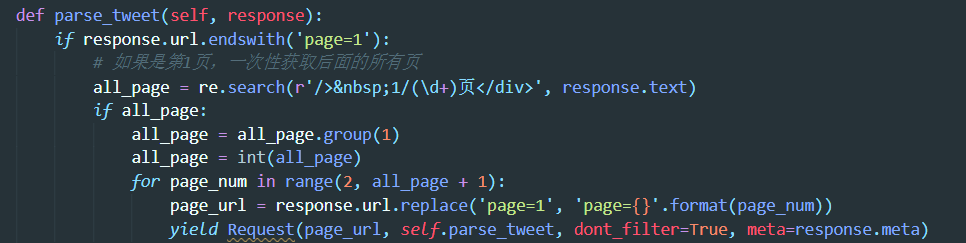 def parse_tweet(self, response):
    if response.url.endswith('page=1'):
        # 如果是第1页，一次性获取后面的所有页
        all_page = re.search(r'/>&nbsp;1/(\d+)页</div>', response.text)
        if all_page:
            all_page = all_page.group(1)
            all_page = int(all_page)
            for page_num in range(2, all_page + 1):
                page_url = response.url.replace('page=1', 'page={}'.format(page_num))
                yield Request(page_url, self.parse_tweet, dont_filter=True, meta=response.meta)